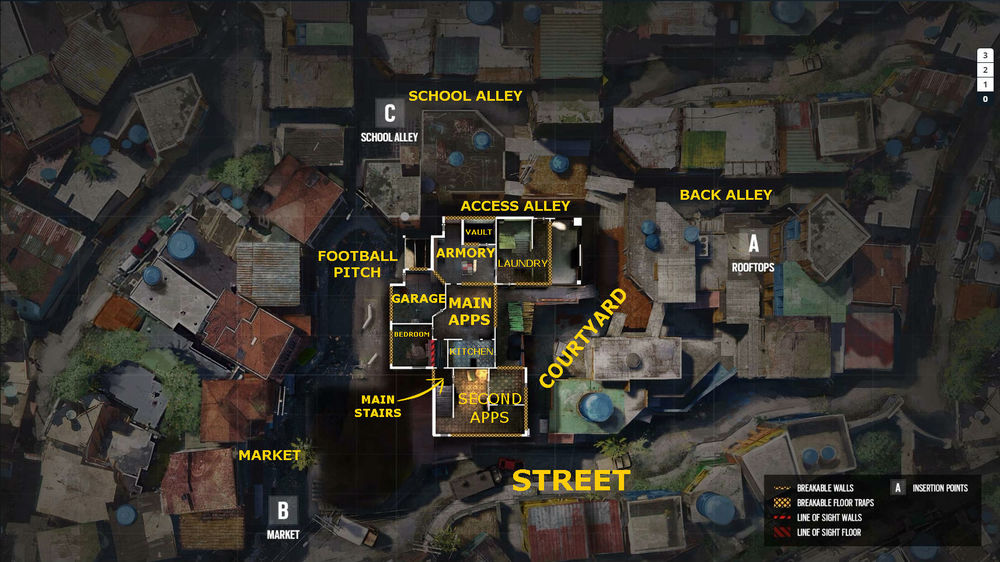 SCHOOL ALLEY
C
SCHOOL ALLEY
3
2
1
0
BACK ALLEY
ACCESS ALLEY
VAULT
A
ROOFTOPS
FOOTBALL
PITCH
ARMORY
LAUNDRY
GARAGE
MAIN
APPS
BEDROOM
KITCHEN
COURTYARD
MAIN
STAIRS
SECOND
APPS
MARKET
STREET
B
MARKET
BREAKABLE WALLS
A INSERTION POINTS
BREAKABLE FLOOR TRAPS
LINE OF SIGHT WALLS
LINE OF SIGHT FLOOR